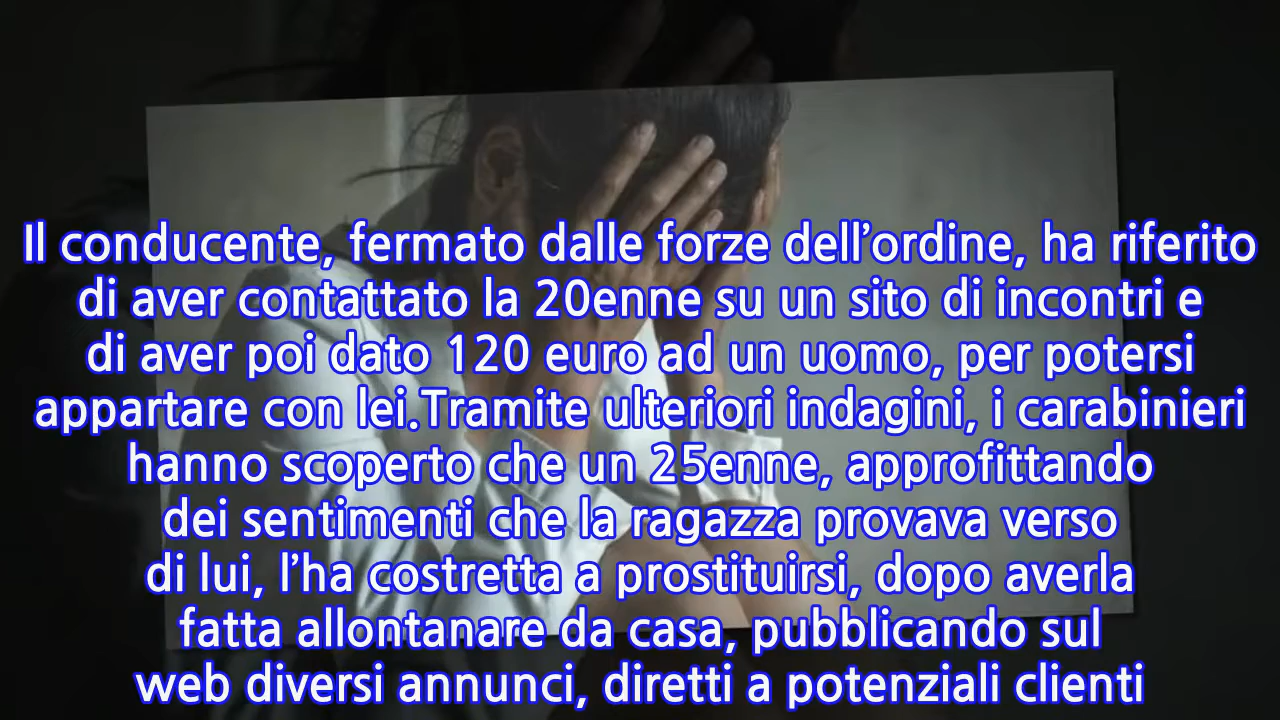 Il conducente, fermato dalle forze dell’ordine, ha riferito
di aver contattato la 20enne su un sito di incontri e
di aver poi dato 120 euro ad un uomo, per potersi
appartare con lei.Tramite ulteriori indagini, i carabinieri
hanno scoperto che un 25enne, approfittando
dei sentimenti che la ragazza provava verso
di lui, l’ha costretta a prostituirsi, dopo averla
fatta allontanare da casa, pubblicando sul
web diversi annunci, diretti a potenziali clienti